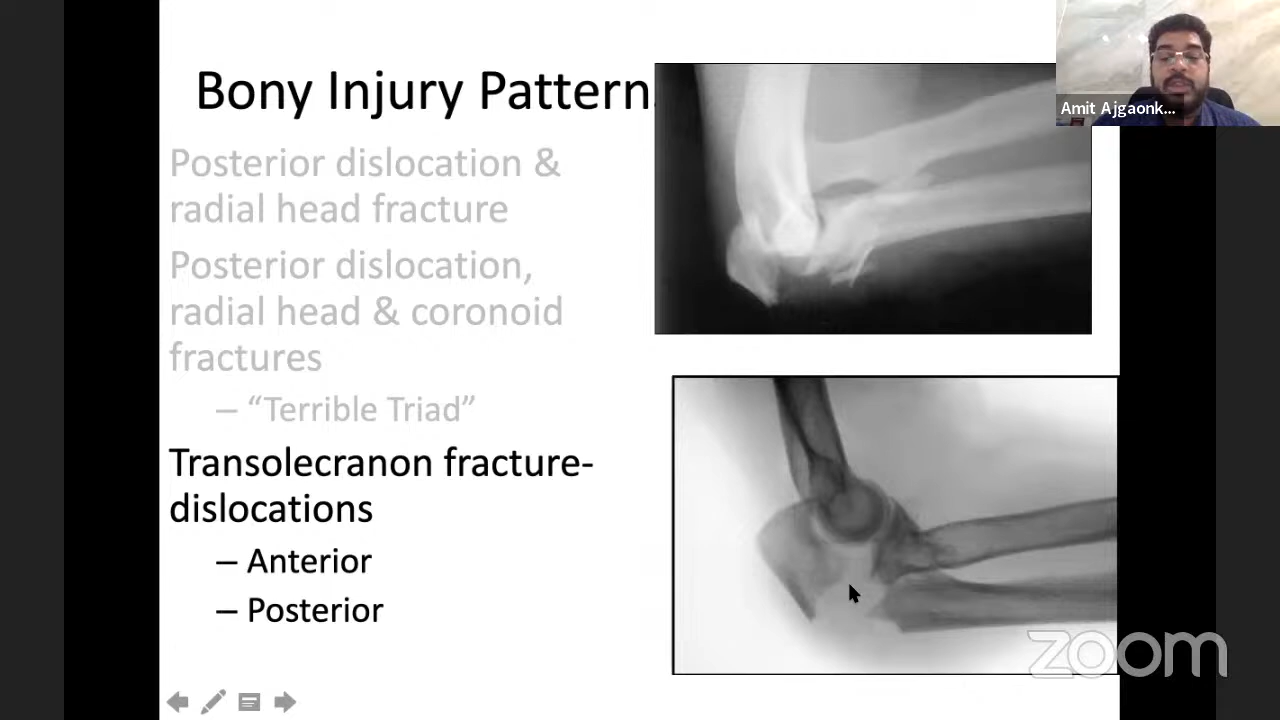 Bony Injury Pattern
Amit Ajgaonk...
Posterior dislocation &
radial head fracture
Posterior dislocation,
radial head & coronoid
fractures
– “Terrible Triad”
Transolecranon fracture-
dislocations
– Anterior
– Posterior
zoom